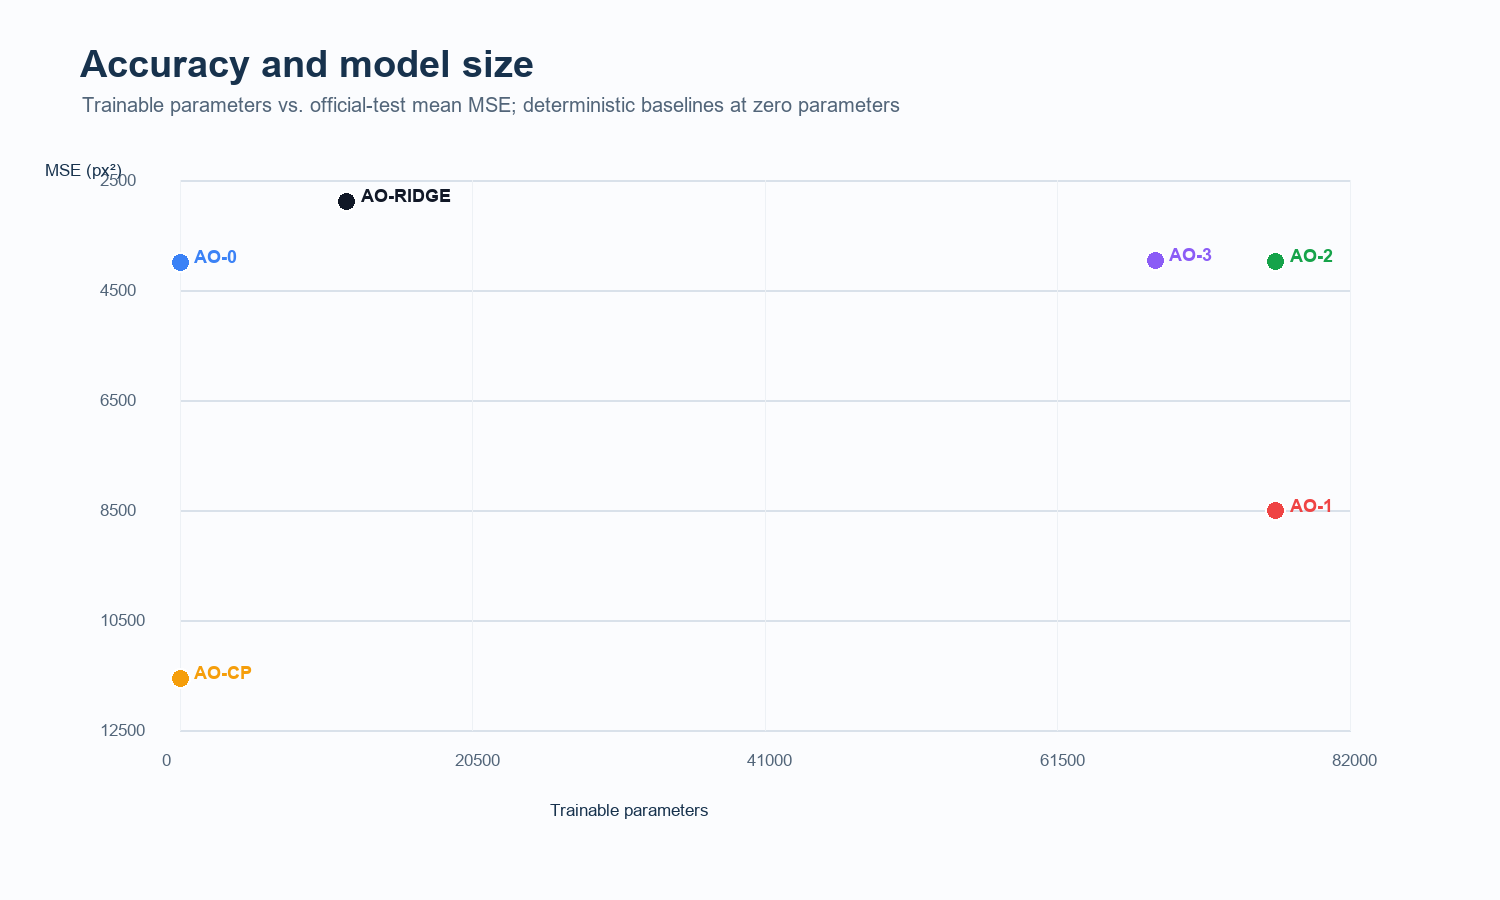 Accuracy and model size
Trainable parameters vs. official-test mean MSE; deterministic baselines at zero parameters
MSE (px²)
2500
AO-RIDGE
AO-0
AO-3
AO-2
4500
6500
8500
AO-1
10500
AO-CP
12500
0 20500 41000 61500 82000
Trainable parameters